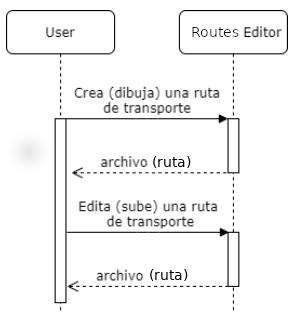 User
Routes Editor
Crea (dibuja) una ruta
de transporte
archivo (ruta)
Edita (sube) una ruta
de transporte
archivo (ruta)